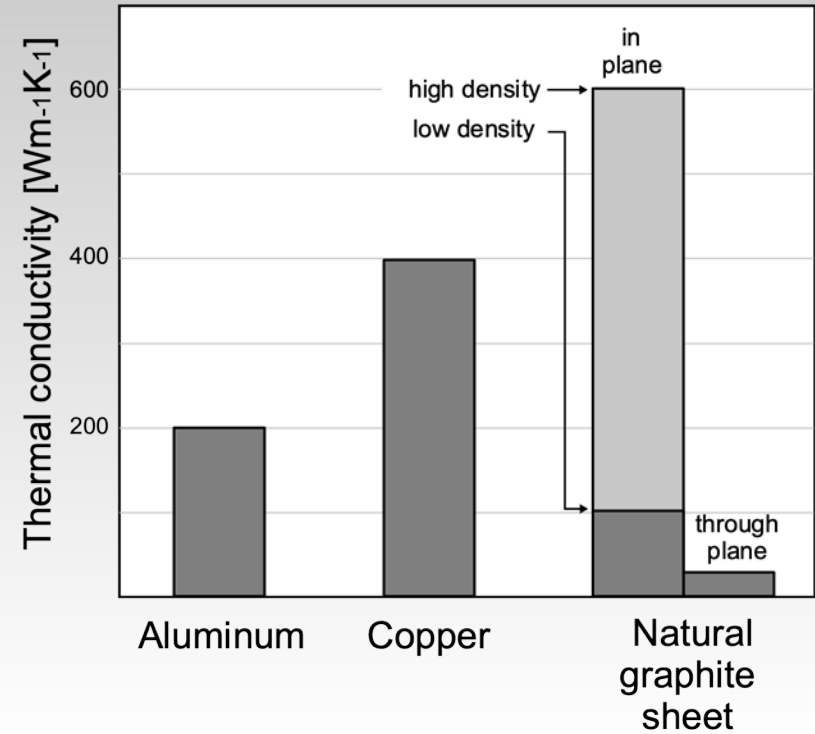 Thermal conductivity [Wm-1K-1]
600
400
200
in
plane
high density
low density
through
plane
Aluminum
Copper
Natural
graphite
sheet